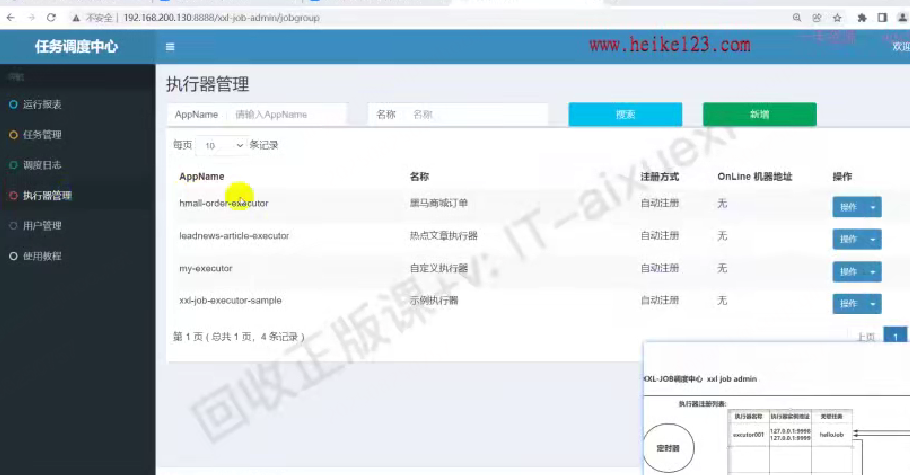 不安全 192.168.200.130:8888/xxl-job-admin/jobgroup
任务调度中心
www.heike123.com
运行报表
任务管理
调度日志
执行器管理
用户管理
使用教程
执行器管理
AppName 请输入AppName 名称 名称 搜索 新增
每页 10 条记录
AppName 名称 注册方式 OnLine 机器地址 操作
hmall-order-executor 黑马商城订单 自动注册 无 操作
leadnews-article-executor 热点文章执行器 自动注册 无 操作
my-executor 自定义执行器 自动注册 无 操作
xxl-job-executor-sample 示例执行器 自动注册 无 操作
第 1 页 ( 总共 1 页，4 条记录 )
上页 1
回收正版课+v: IT-aixuexi
XXL-JOB调度中心 xxl job admin
执行器注册列表:
执行器名称 执行器实例地址 关联任务
executor001 127.0.0.1:9998 helloJob
127.0.0.1:9999
定时器